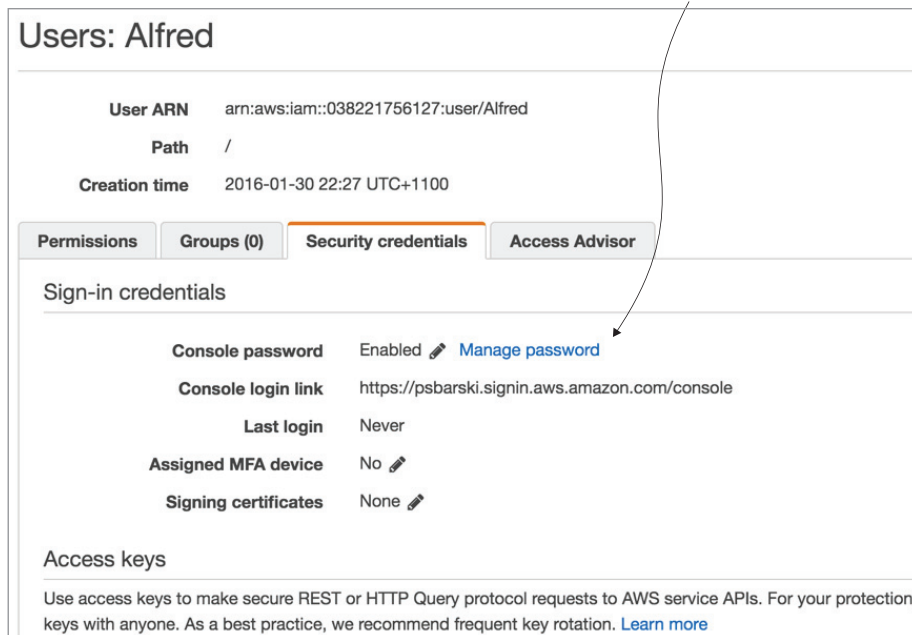 Users: Alfred
User ARN arn:aws:iam::038221756127:user/Alfred
Path /
Creation time 2016-01-30 22:27 UTC+1100
Permissions Groups (0) Security credentials Access Advisor
Sign-in credentials
Console password Enabled Manage password
Console login link https://psbarski.signin.aws.amazon.com/console
Last login Never
Assigned MFA device No
Signing certificates None
Access keys
Use access keys to make secure REST or HTTP Query protocol requests to AWS service APIs. For your protection
keys with anyone. As a best practice, we recommend frequent key rotation. Learn more